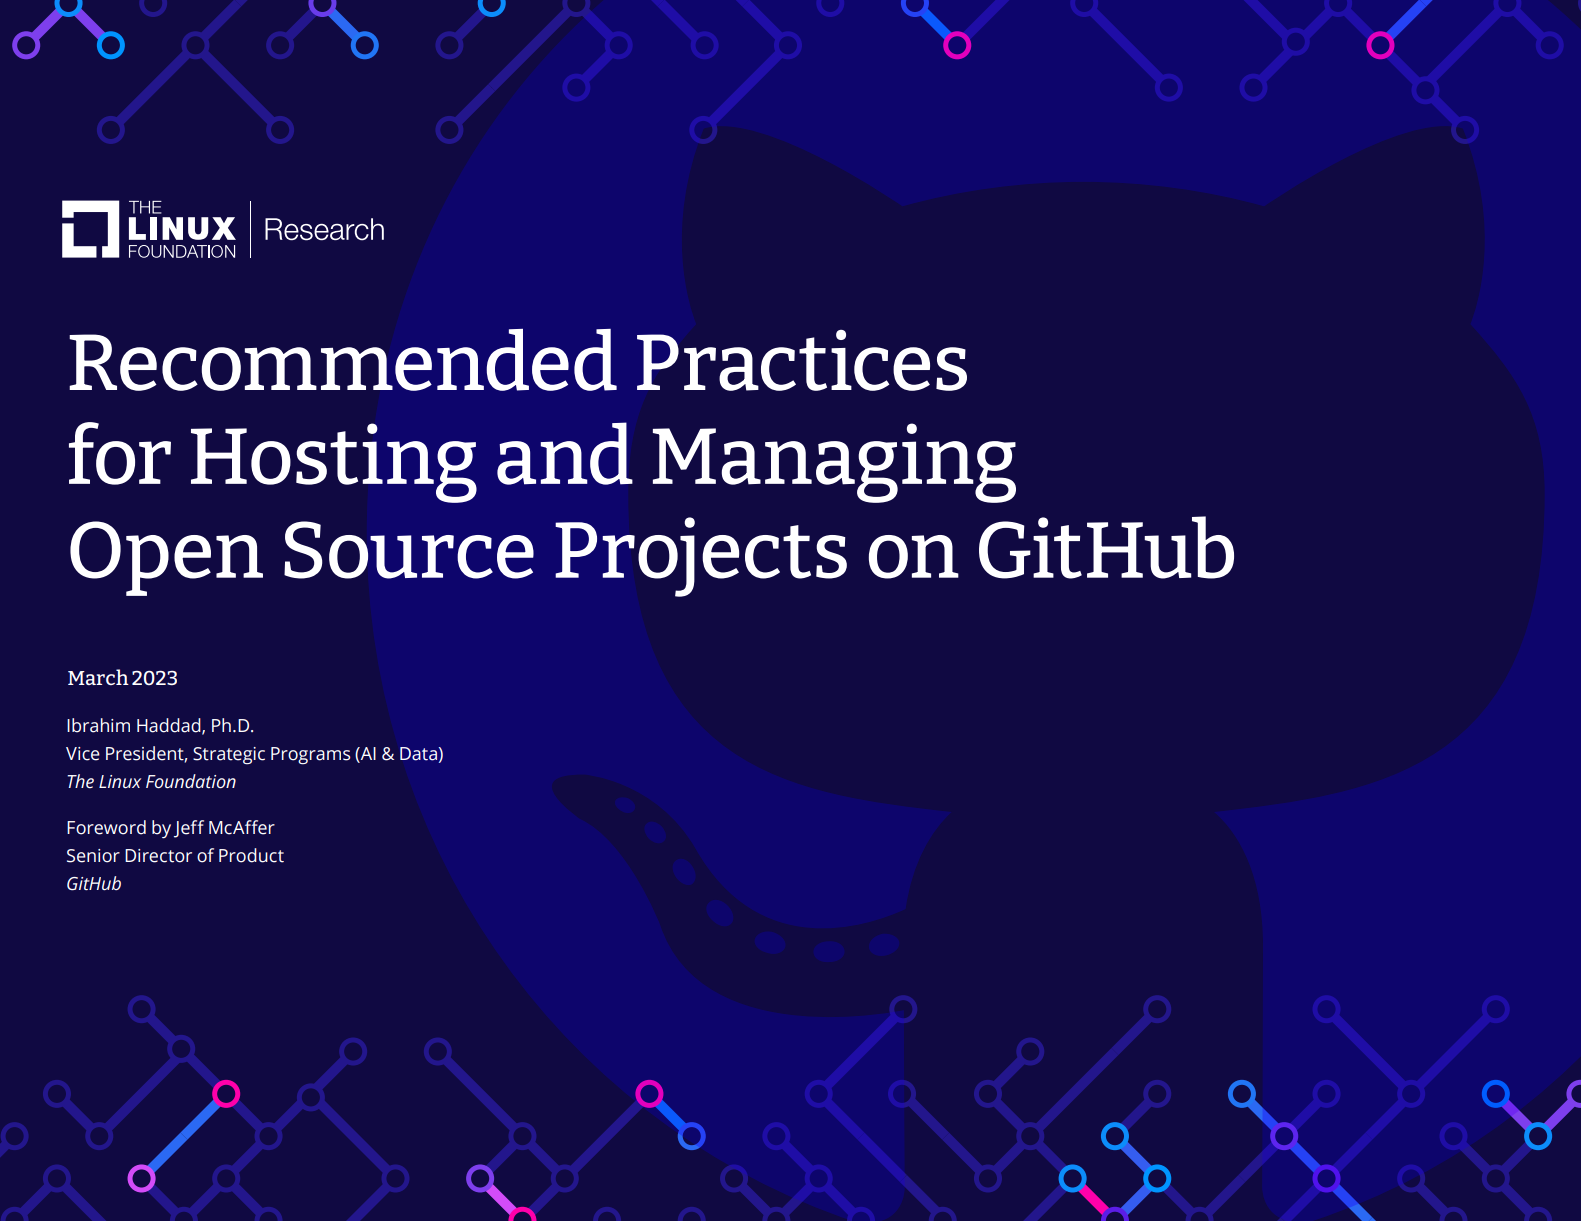 THE
LINUX
FOUNDATION
Research
Recommended Practices
for Hosting and Managing
Open Source Projects on GitHub
March 2023
Ibrahim Haddad, Ph.D.
Vice President, Strategic Programs (AI & Data)
The Linux Foundation
Foreword by Jeff McAffer
Senior Director of Product
GitHub